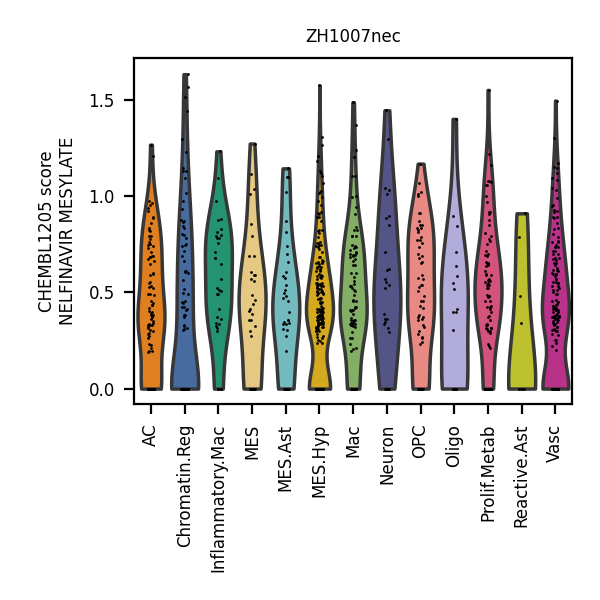 ZH1007nec
CHEMBL1205 score
NELFINAVIR MESYLATE
1.5
1.0
0.5
0.0
AC
Chromatin.Reg
Inflammatory.Mac
MES
MES.Ast
MES.Hyp
Mac
Neuron
OPC
Oligo
Prolif.Metab
Reactive.Ast
Vasc